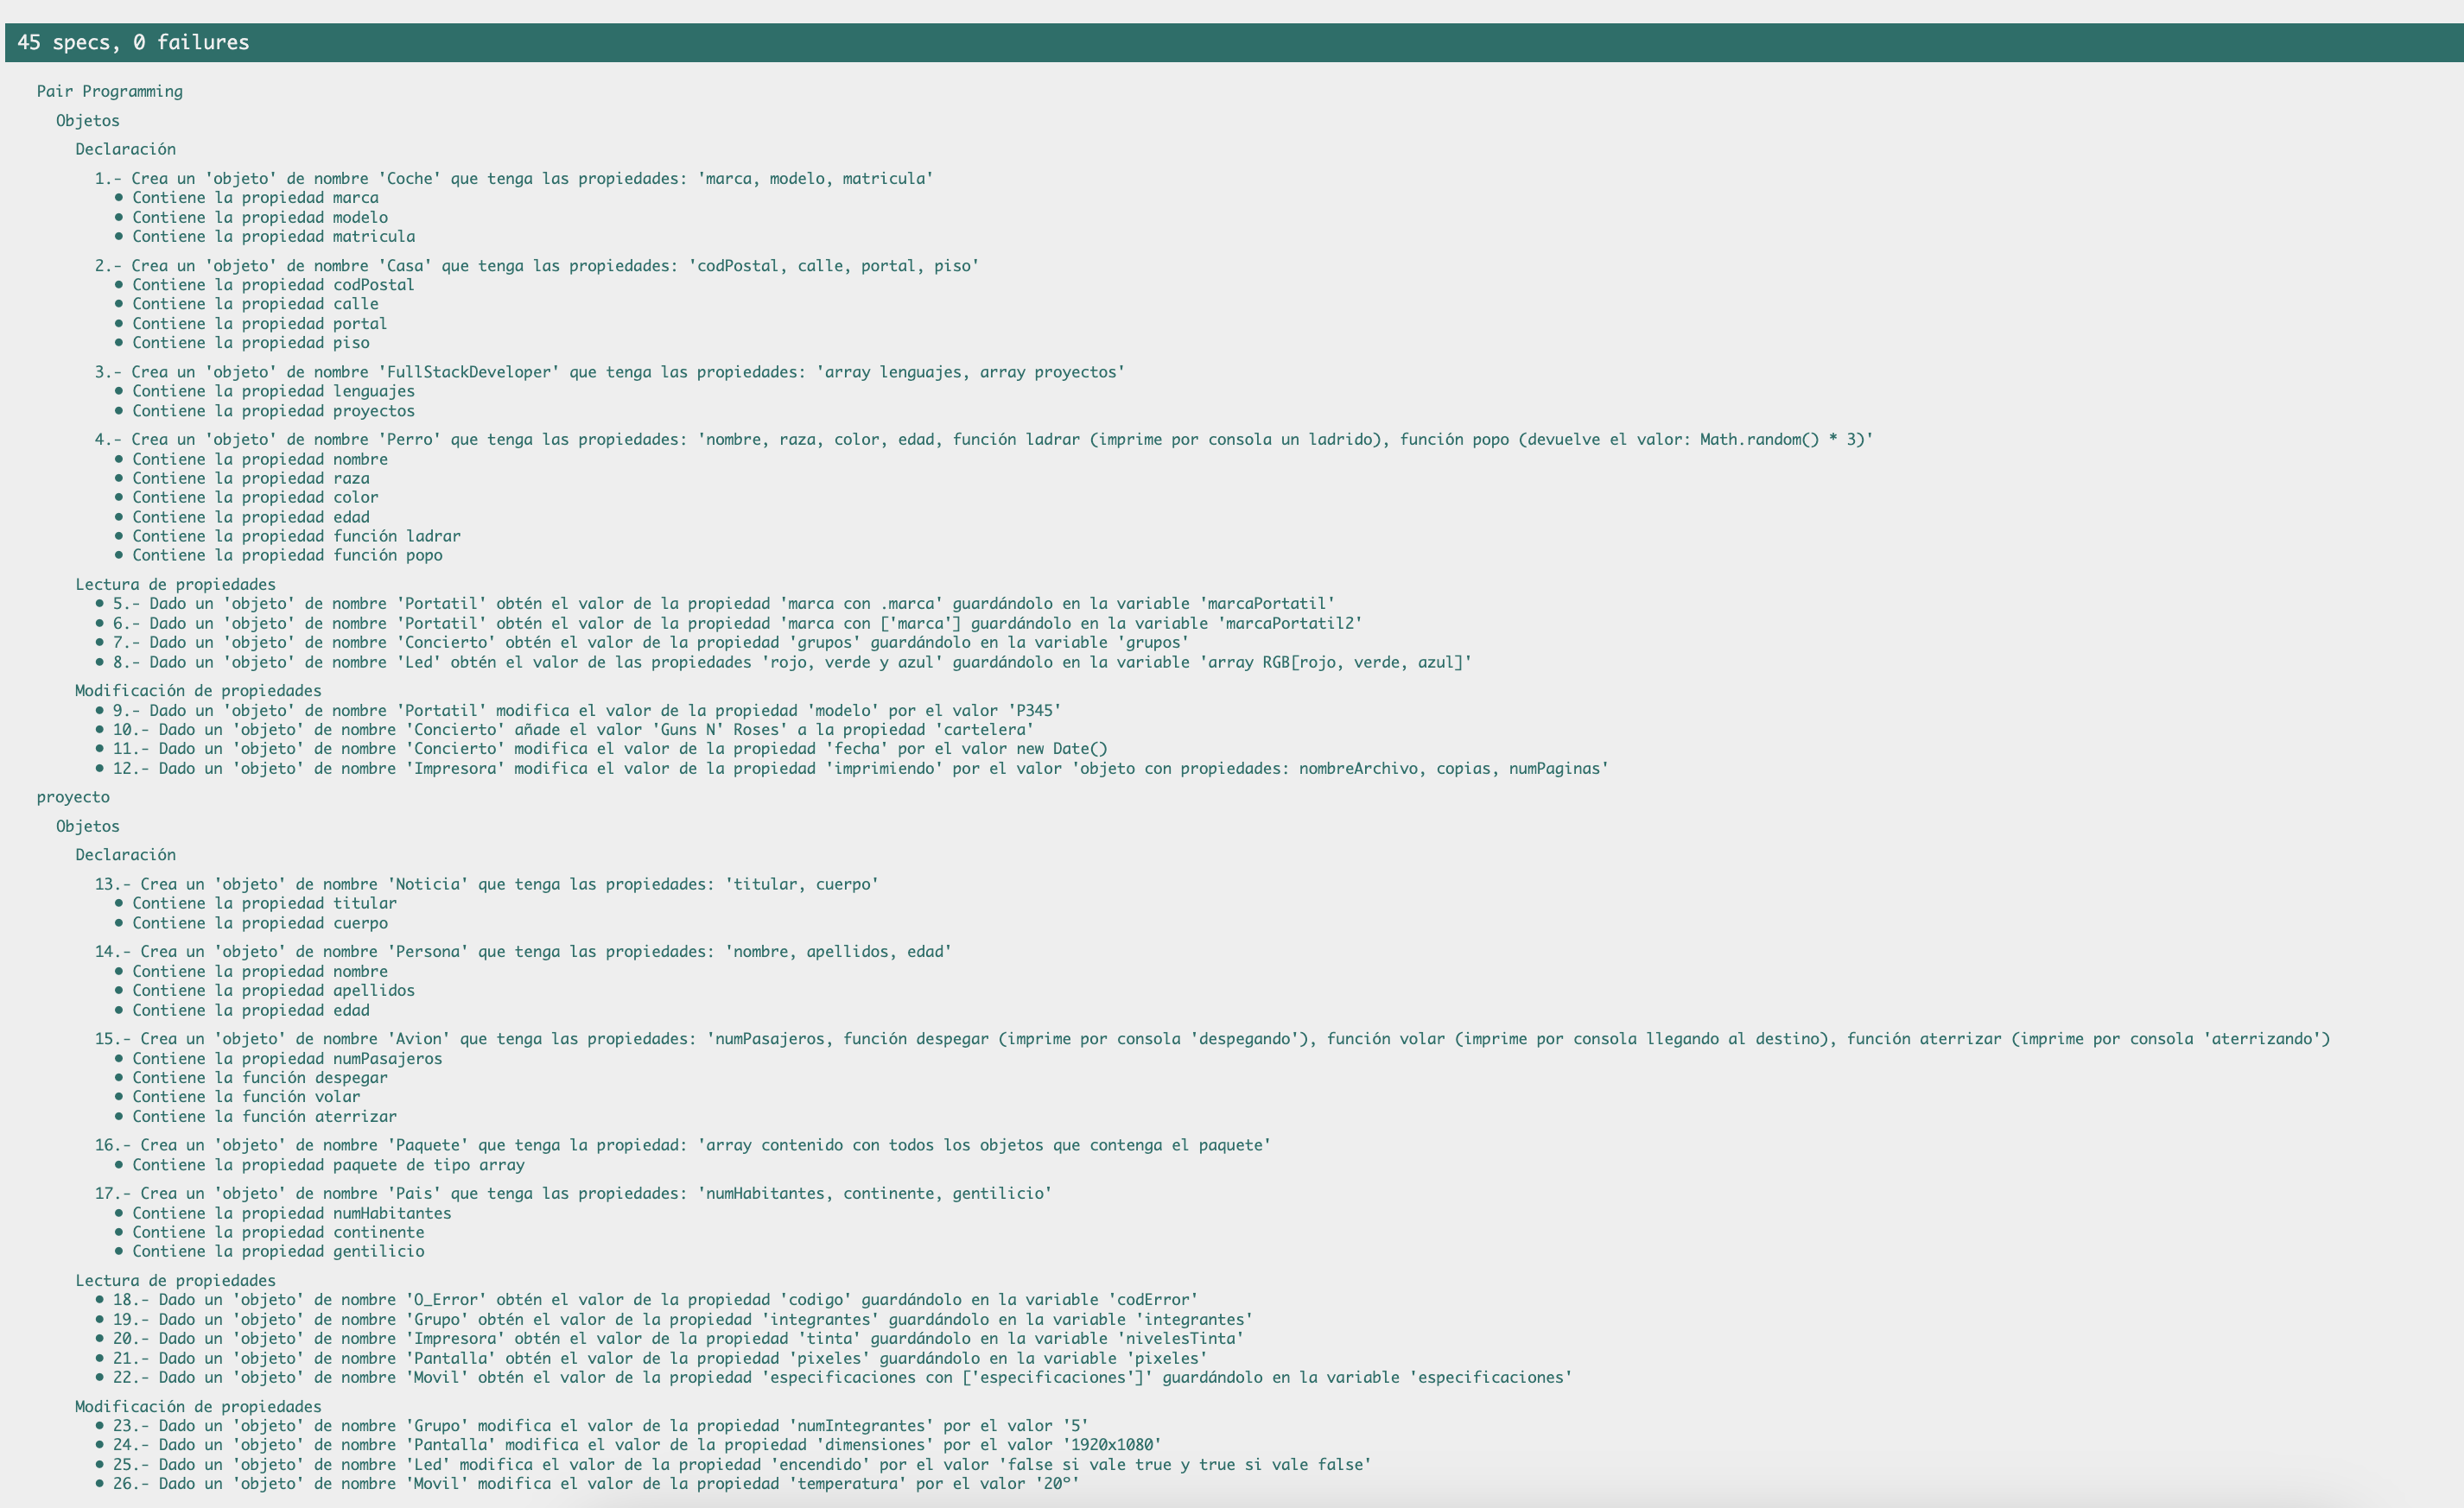 45 specs, 0 failures
Pair Programming
Objetos
Declaración
1.- Crea un 'objeto' de nombre 'Coche' que tenga las propiedades: 'marca, modelo, matricula'
• Contiene la propiedad marca
• Contiene la propiedad modelo
• Contiene la propiedad matricula
2.- Crea un 'objeto' de nombre 'Casa' que tenga las propiedades: 'codPostal, calle, portal, piso'
• Contiene la propiedad codPostal
• Contiene la propiedad calle
• Contiene la propiedad portal
• Contiene la propiedad piso
3.- Crea un 'objeto' de nombre 'FullStackDeveloper' que tenga las propiedades: 'array lenguajes, array proyectos'
• Contiene la propiedad lenguajes
• Contiene la propiedad proyectos
4.- Crea un 'objeto' de nombre 'Perro' que tenga las propiedades: 'nombre, raza, color, edad, función ladrar (imprime por consola un ladrido), función popo (devuelve el valor: Math.random() * 3)'
• Contiene la propiedad nombre
• Contiene la propiedad raza
• Contiene la propiedad color
• Contiene la propiedad edad
• Contiene la propiedad función ladrar
• Contiene la propiedad función popo
Lectura de propiedades
• 5.- Dado un 'objeto' de nombre 'Portatil' obtén el valor de la propiedad 'marca con .marca' guardándolo en la variable 'marcaPortatil'
• 6.- Dado un 'objeto' de nombre 'Portatil' obtén el valor de la propiedad 'marca con ['marca'] guardándolo en la variable 'marcaPortatil2'
• 7.- Dado un 'objeto' de nombre 'Concierto' obtén el valor de la propiedad 'grupos' guardándolo en la variable 'grupos'
• 8.- Dado un 'objeto' de nombre 'Led' obtén el valor de las propiedades 'rojo, verde y azul' guardándolo en la variable 'array RGB[rojo, verde, azul]'
Modificación de propiedades
• 9.- Dado un 'objeto' de nombre 'Portatil' modifica el valor de la propiedad 'modelo' por el valor 'P345'
• 10.- Dado un 'objeto' de nombre 'Concierto' añade el valor 'Guns N' Roses' a la propiedad 'cartelera'
• 11.- Dado un 'objeto' de nombre 'Concierto' modifica el valor de la propiedad 'fecha' por el valor new Date()
• 12.- Dado un 'objeto' de nombre 'Impresora' modifica el valor de la propiedad 'imprimiendo' por el valor 'objeto con propiedades: nombreArchivo, copias, numPaginas'
proyecto
Objetos
Declaración
13.- Crea un 'objeto' de nombre 'Noticia' que tenga las propiedades: 'titular, cuerpo'
• Contiene la propiedad titular
• Contiene la propiedad cuerpo
14.- Crea un 'objeto' de nombre 'Persona' que tenga las propiedades: 'nombre, apellidos, edad'
• Contiene la propiedad nombre
• Contiene la propiedad apellidos
• Contiene la propiedad edad
15.- Crea un 'objeto' de nombre 'Avion' que tenga las propiedades: 'numPasajeros, función despegar (imprime por consola 'despegando'), función volar (imprime por consola llegando al destino), función aterrizar (imprime por consola 'aterrizando')
• Contiene la propiedad numPasajeros
• Contiene la función despegar
• Contiene la función volar
• Contiene la función aterrizar
16.- Crea un 'objeto' de nombre 'Paquete' que tenga la propiedad: 'array contenido con todos los objetos que contenga el paquete'
• Contiene la propiedad paquete de tipo array
17.- Crea un 'objeto' de nombre 'Pais' que tenga las propiedades: 'numHabitantes, continente, gentilicio'
• Contiene la propiedad numHabitantes
• Contiene la propiedad continente
• Contiene la propiedad gentilicio
Lectura de propiedades
• 18.- Dado un 'objeto' de nombre 'O_Error' obtén el valor de la propiedad 'codigo' guardándolo en la variable 'codError'
• 19.- Dado un 'objeto' de nombre 'Grupo' obtén el valor de la propiedad 'integrantes' guardándolo en la variable 'integrantes'
• 20.- Dado un 'objeto' de nombre 'Impresora' obtén el valor de la propiedad 'tinta' guardándolo en la variable 'nivelesTinta'
• 21.- Dado un 'objeto' de nombre 'Pantalla' obtén el valor de la propiedad 'pixeles' guardándolo en la variable 'pixeles'
• 22.- Dado un 'objeto' de nombre 'Movil' obtén el valor de la propiedad 'especificaciones con ['especificaciones']' guardándolo en la variable 'especificaciones'
Modificación de propiedades
• 23.- Dado un 'objeto' de nombre 'Grupo' modifica el valor de la propiedad 'numIntegrantes' por el valor '5'
• 24.- Dado un 'objeto' de nombre 'Pantalla' modifica el valor de la propiedad 'dimensiones' por el valor '1920x1080'
• 25.- Dado un 'objeto' de nombre 'Led' modifica el valor de la propiedad 'encendido' por el valor 'false si vale true y true si vale false'
• 26.- Dado un 'objeto' de nombre 'Movil' modifica el valor de la propiedad 'temperatura' por el valor '20º'